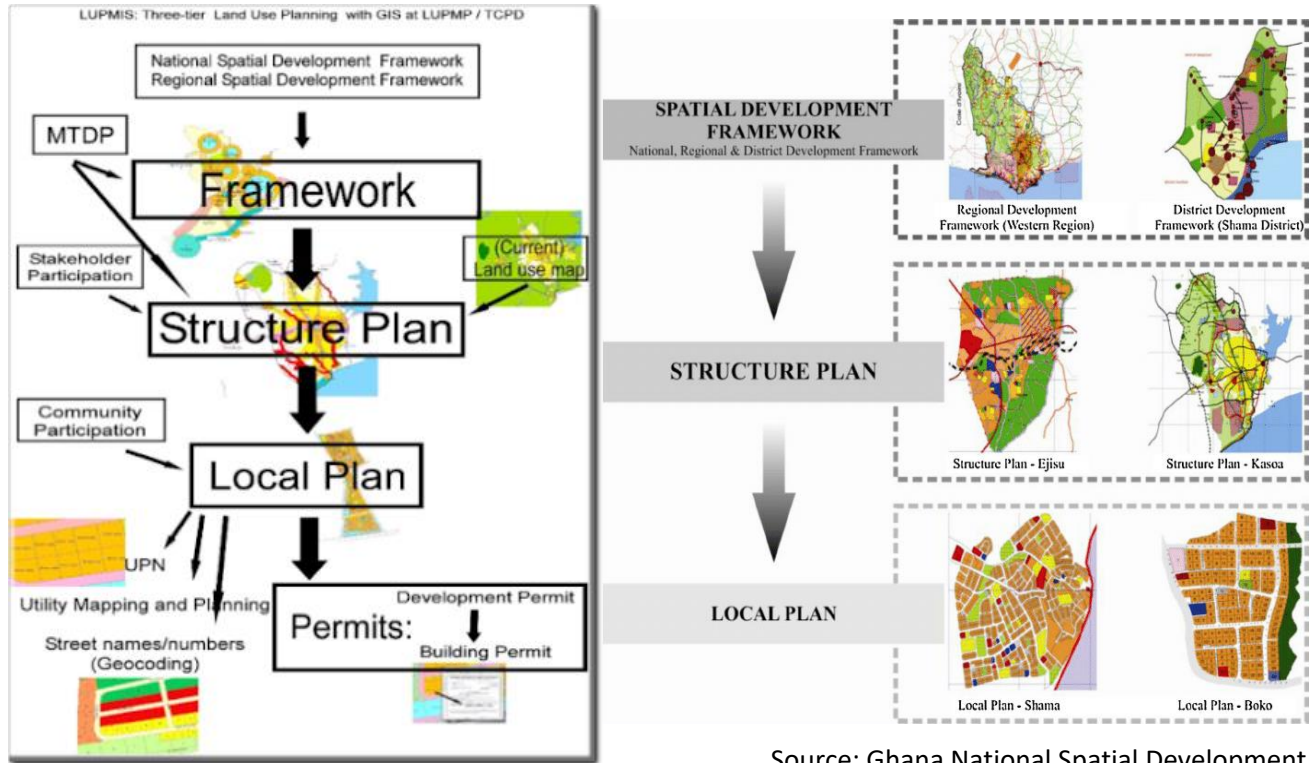 LUPMIS: Three-tier Land Use Planning with GIS at LUPMP / TCPD
National Spatial Development Framework
Regional Spatial Development Framework
MTDP
Framework
Stakeholder
Participation
(Current)
Land use map
Structure Plan
Community
Participation
Local Plan
UPN
Utility Mapping and Planning
Street names/numbers
(Geocoding)
Permits:
Development Permit
Building Permit
SPATIAL DEVELOPMENT
FRAMEWORK
National, Regional & District Development Framework
STRUCTURE PLAN
LOCAL PLAN
Cote d'Ivoire
Regional Development
Framework (Western Region)
District Development
Framework (Shama District)
Structure Plan - Ejisu
Structure Plan - Kasoa
Local Plan - Shama
Local Plan - Boko
Source: Ghana National Spatial Development